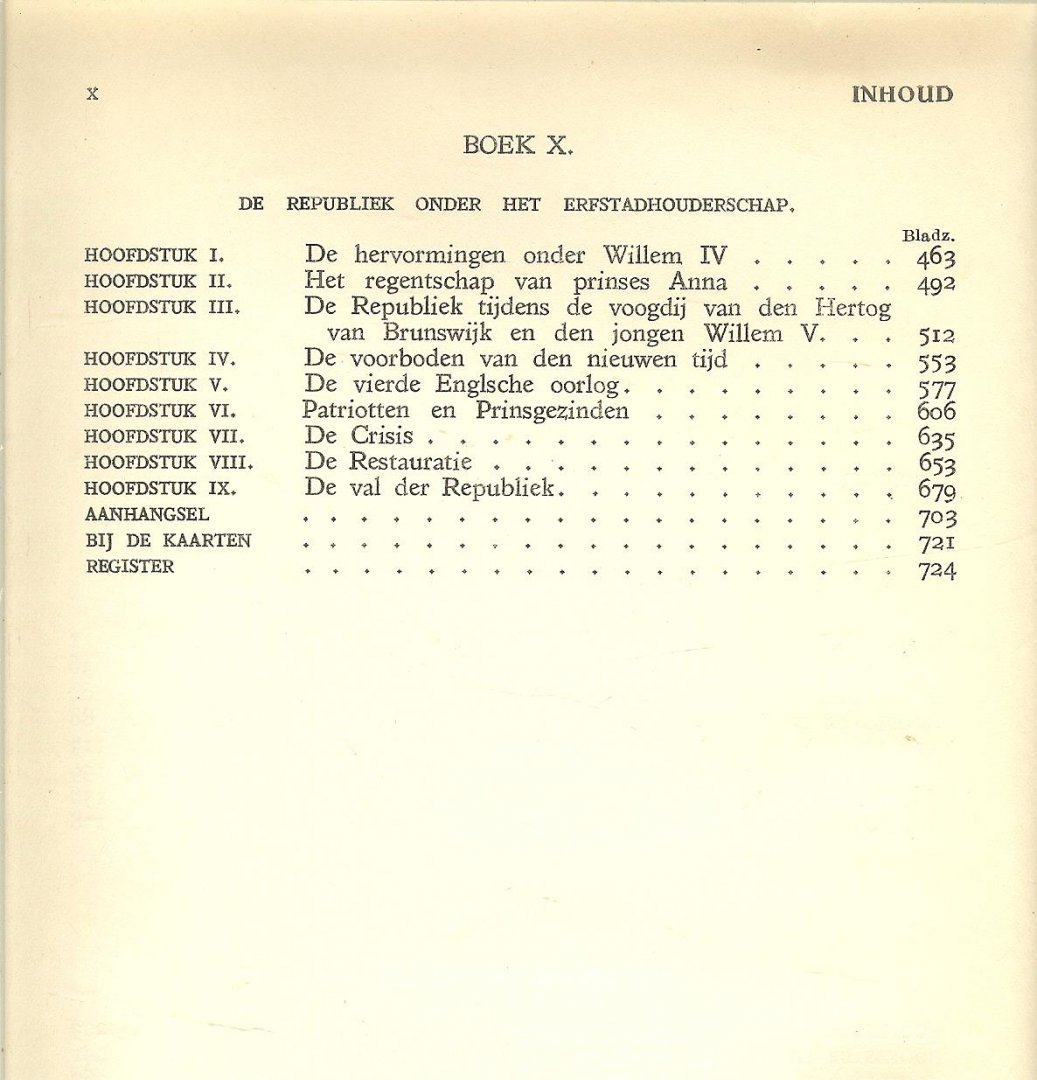 x INHOUD
BOEK X.
DE REPUBLIEK ONDER HET ERFSTADHOUDERSCHAP.
Bladz.
HOOFDSTUK I. De hervormingen onder Willem IV . . . . . 463
HOOFDSTUK II. Het regentschap van prinses Anna . . . . . 492
HOOFDSTUK III. De Republiek tijdens de voogdij van den Hertog
van Brunswijk en den jongen Willem V. . . 512
HOOFDSTUK IV. De voorboden van den nieuwen tijd . . . . . 553
HOOFDSTUK V. De vierde Englsche oorlog. . . . . . . . . 577
HOOFDSTUK VI. Patriotten en Prinsgezinden . . . . . . . . 606
HOOFDSTUK VII. De Crisis . . . . . . . . . . . . . . . 635
HOOFDSTUK VIII. De Restauratie . . . . . . . . . . . . . 653
HOOFDSTUK IX. De val der Republiek. . . . . . . . . . . 679
AANHANGSEL . . . . . . . . . . . . . . . . . . . 703
BIJ DE KAARTEN . . . . . . . . . . . . . . . . . . . 721
REGISTER . . . . . . . . . . . . . . . . . . . 724